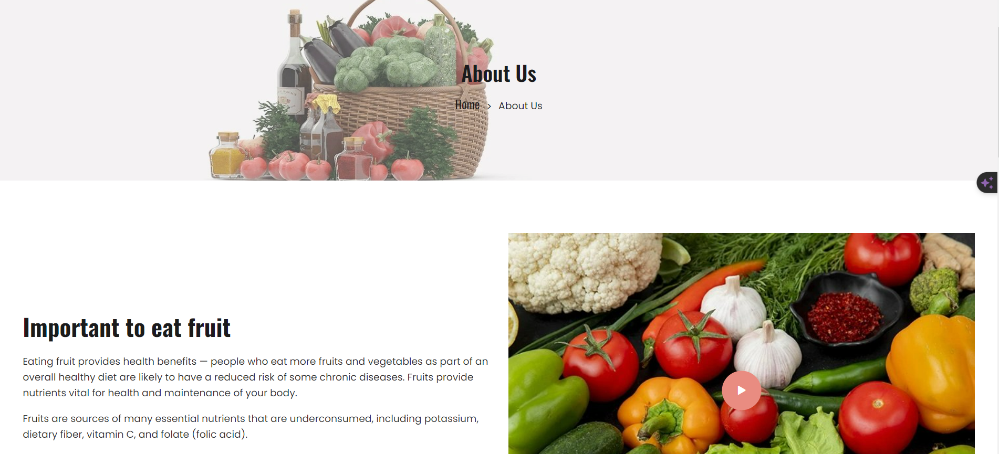 About Us
Home > About Us
Important to eat fruit
Eating fruit provides health benefits — people who eat more fruits and vegetables as part of an
overall healthy diet are likely to have a reduced risk of some chronic diseases. Fruits provide
nutrients vital for health and maintenance of your body.
Fruits are sources of many essential nutrients that are underconsumed, including potassium,
dietary fiber, vitamin C, and folate (folic acid).